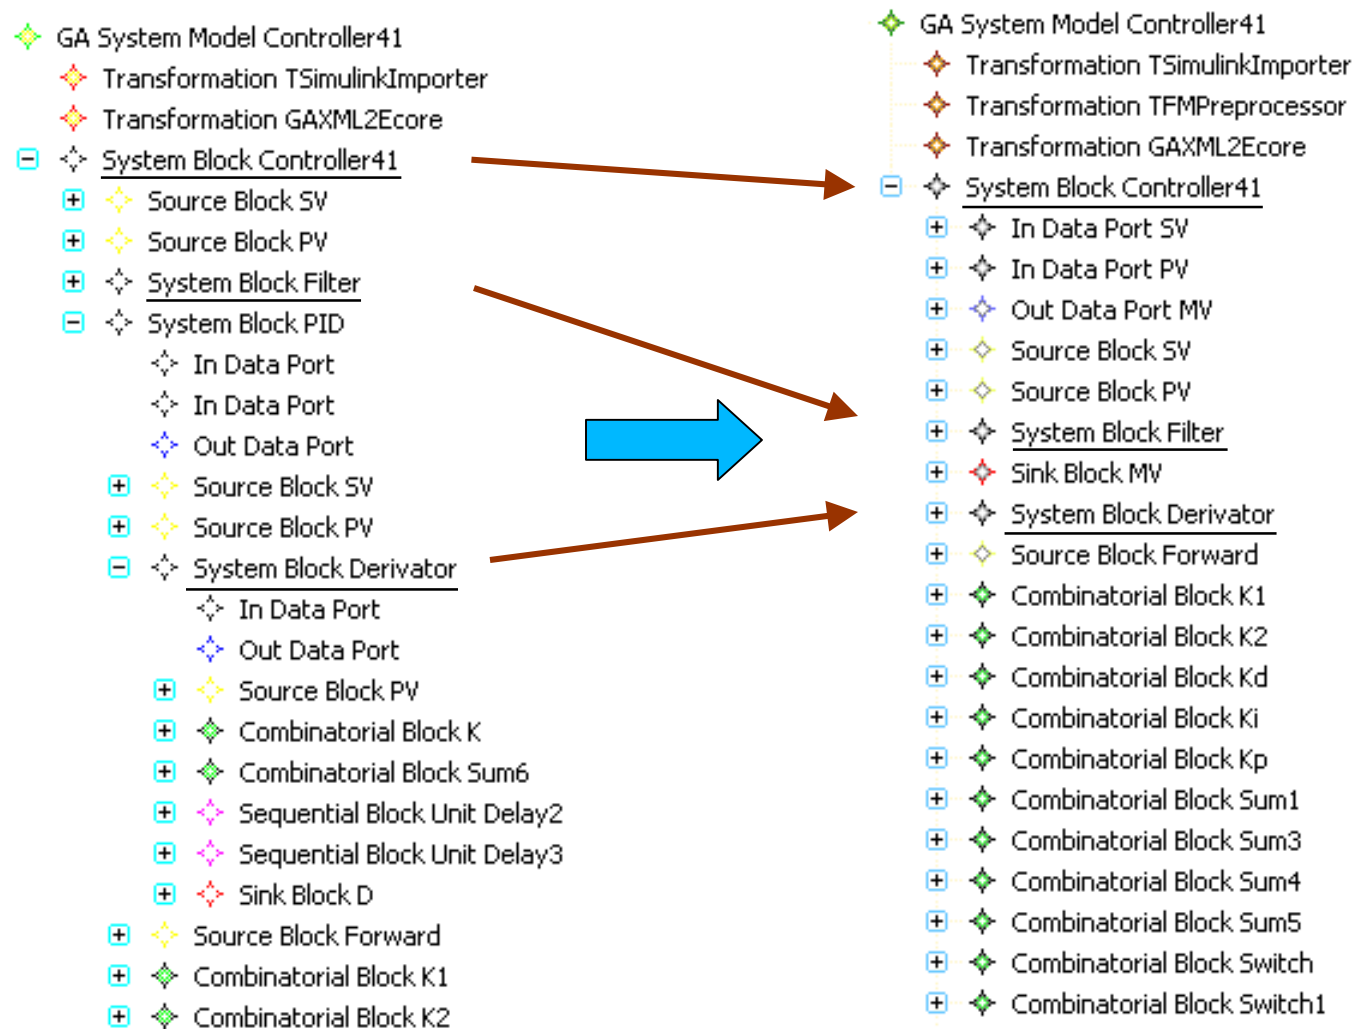 GA System Model Controller41
Transformation TSimulinkImporter
Transformation GAXML2Ecore
System Block Controller41
Source Block SV
Source Block PV
System Block Filter
System Block PID
In Data Port
In Data Port
Out Data Port
Source Block SV
Source Block PV
System Block Derivator
In Data Port
Out Data Port
Source Block PV
Combinatorial Block K
Combinatorial Block Sum6
Sequential Block Unit Delay2
Sequential Block Unit Delay3
Sink Block D
Source Block Forward
Combinatorial Block K1
Combinatorial Block K2
GA System Model Controller41
Transformation TSimulinkImporter
Transformation TFMPreprocessor
Transformation GAXML2Ecore
System Block Controller41
In Data Port SV
In Data Port PV
Out Data Port MV
Source Block SV
Source Block PV
System Block Filter
Sink Block MV
System Block Derivator
Source Block Forward
Combinatorial Block K1
Combinatorial Block K2
Combinatorial Block Kd
Combinatorial Block Ki
Combinatorial Block Kp
Combinatorial Block Sum1
Combinatorial Block Sum3
Combinatorial Block Sum4
Combinatorial Block Sum5
Combinatorial Block Switch
Combinatorial Block Switch1